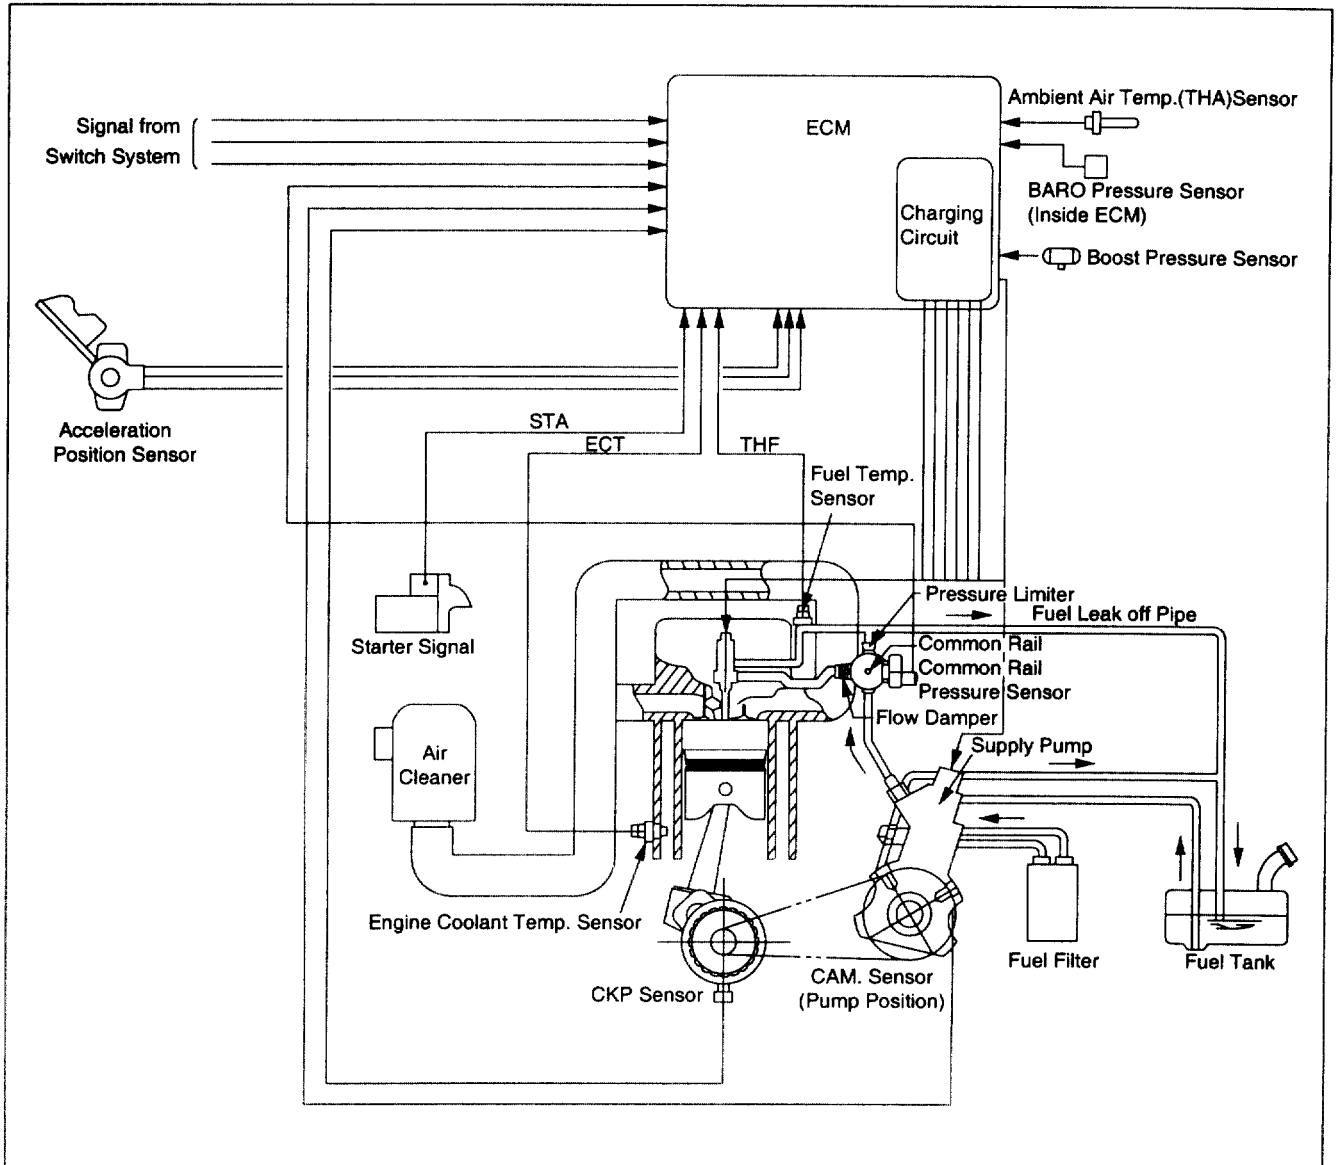 Ambient Air Temp.(THA)Sensor
Signal from
Switch System
ECM
BARO Pressure Sensor
(Inside ECM)
Charging
Circuit
Boost Pressure Sensor
Acceleration
Position Sensor
STA
ECT
THF
Fuel Temp.
Sensor
Pressure Limiter
Fuel Leak off Pipe
Starter Signal
Common Rail
Common Rail
Pressure Sensor
Flow Damper
Supply Pump
Air
Cleaner
Engine Coolant Temp. Sensor
CKP Sensor
CAM. Sensor
(Pump Position)
Fuel Filter
Fuel Tank